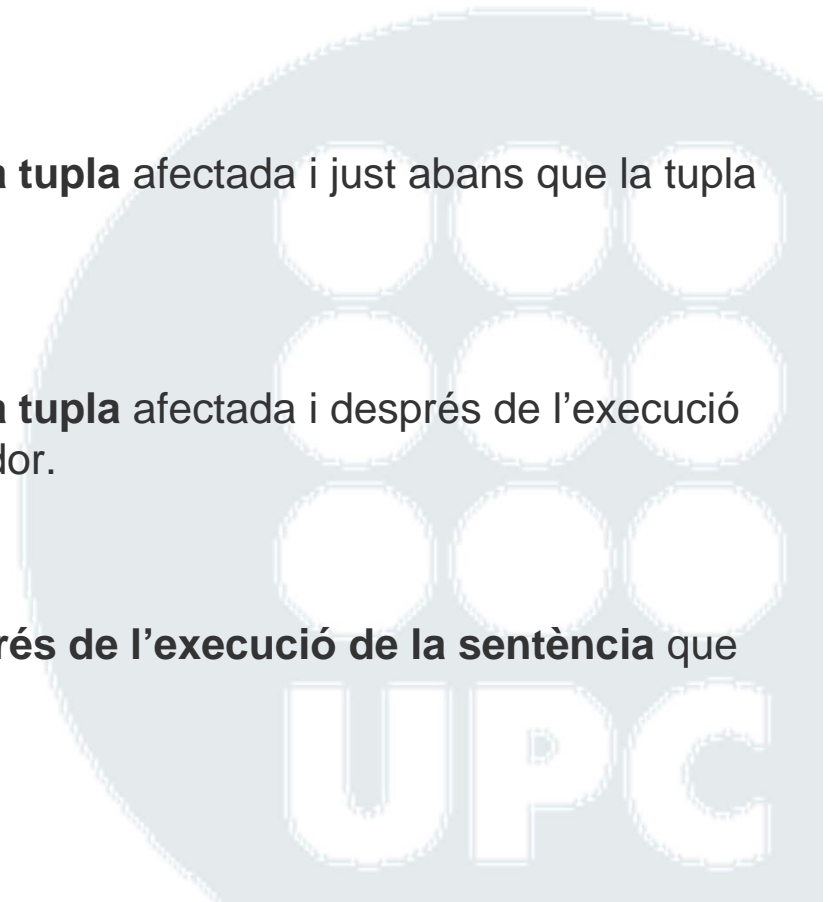 a tupla afectada i just abans que la tupla
a tupla afectada i després de l’execució
dor.
rés de l’execució de la sentència que
UPC